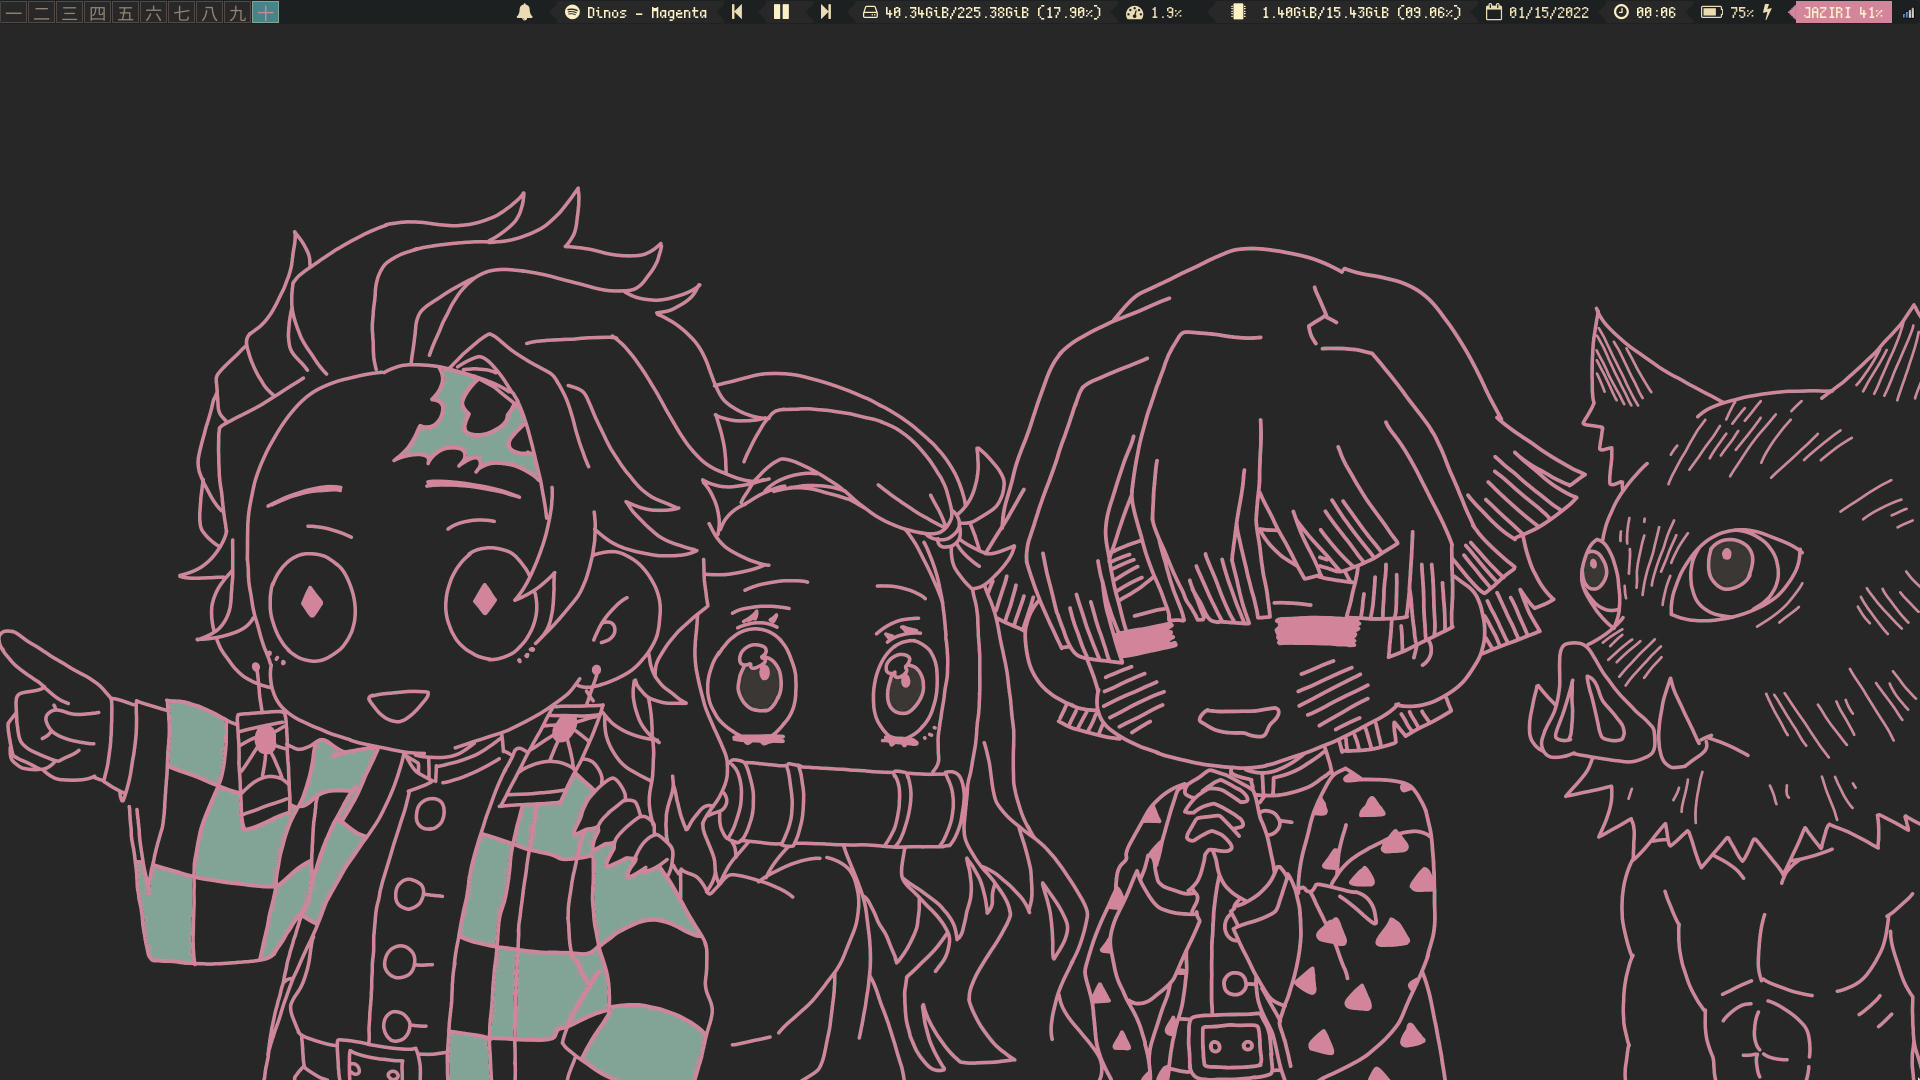 一 二 三 四 五 六 七 八 九 十 Dinos - Magenta 40.34GiB/225.38GiB (17.90%) 1.9% 1.40GiB/15.43GiB (09.06%) 01/15/2022 00:06 75% JAZIRI 41%